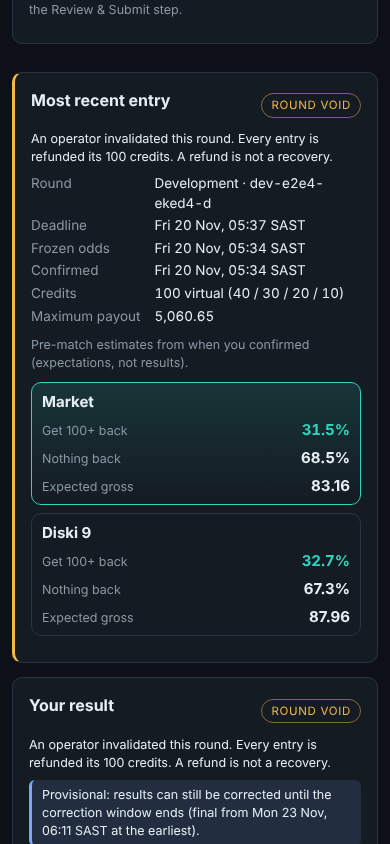 the Review & Submit step.
Most recent entry
ROUND VOID
An operator invalidated this round. Every entry is
refunded its 100 credits. A refund is not a recovery.
Round Development · dev-e2e4-
eked4-d
Deadline Fri 20 Nov, 05:37 SAST
Frozen odds Fri 20 Nov, 05:34 SAST
Confirmed Fri 20 Nov, 05:34 SAST
Credits 100 virtual (40 / 30 / 20 / 10)
Maximum payout 5,060.65
Pre-match estimates from when you confirmed
(expectations, not results).
Market
Get 100+ back 31.5%
Nothing back 68.5%
Expected gross 83.16
Diski 9
Get 100+ back 32.7%
Nothing back 67.3%
Expected gross 87.96
Your result
ROUND VOID
An operator invalidated this round. Every entry is
refunded its 100 credits. A refund is not a recovery.
Provisional: results can still be corrected until the
correction window ends (final from Mon 23 Nov,
06:11 SAST at the earliest).